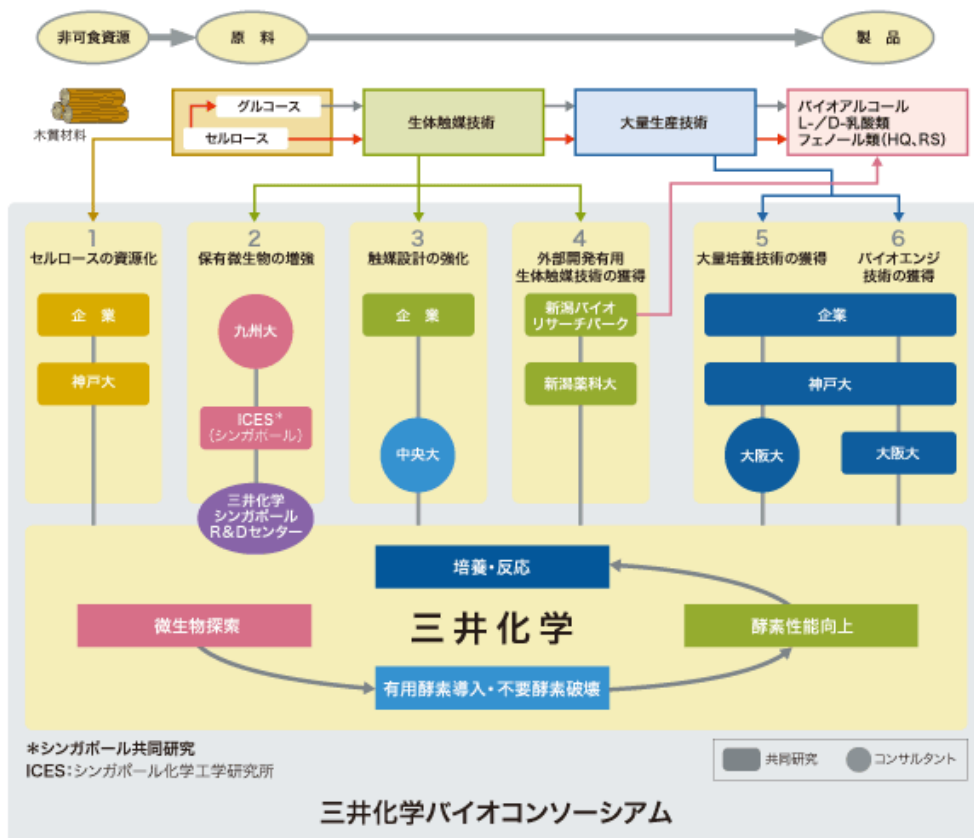 非可食資源
原料
製品
木質材料
グルコース
セルロース
生体触媒技術
大量生産技術
バイオアルコール
L-/D-乳酸類
フェノール類(HQ、RS)
1
セルロースの資源化
企業
神戸大
2
保有微生物の増強
九州大
ICES*
(シンガポール)
三井化学
シンガポール
R&Dセンター
3
触媒設計の強化
企業
中央大
4
外部開発有用
生体触媒技術の獲得
新潟バイオ
リサーチパーク
新潟薬科大
5
大量培養技術の獲得
6
バイオエンジ
技術の獲得
企業
神戸大
大阪大
大阪大
培養・反応
微生物探索
三井化学
酵素性能向上
有用酵素導入・不要酵素破壊
*シンガポール共同研究
ICES:シンガポール化学工学研究所
共同研究
コンサルタント
三井化学バイオコンソーシアム